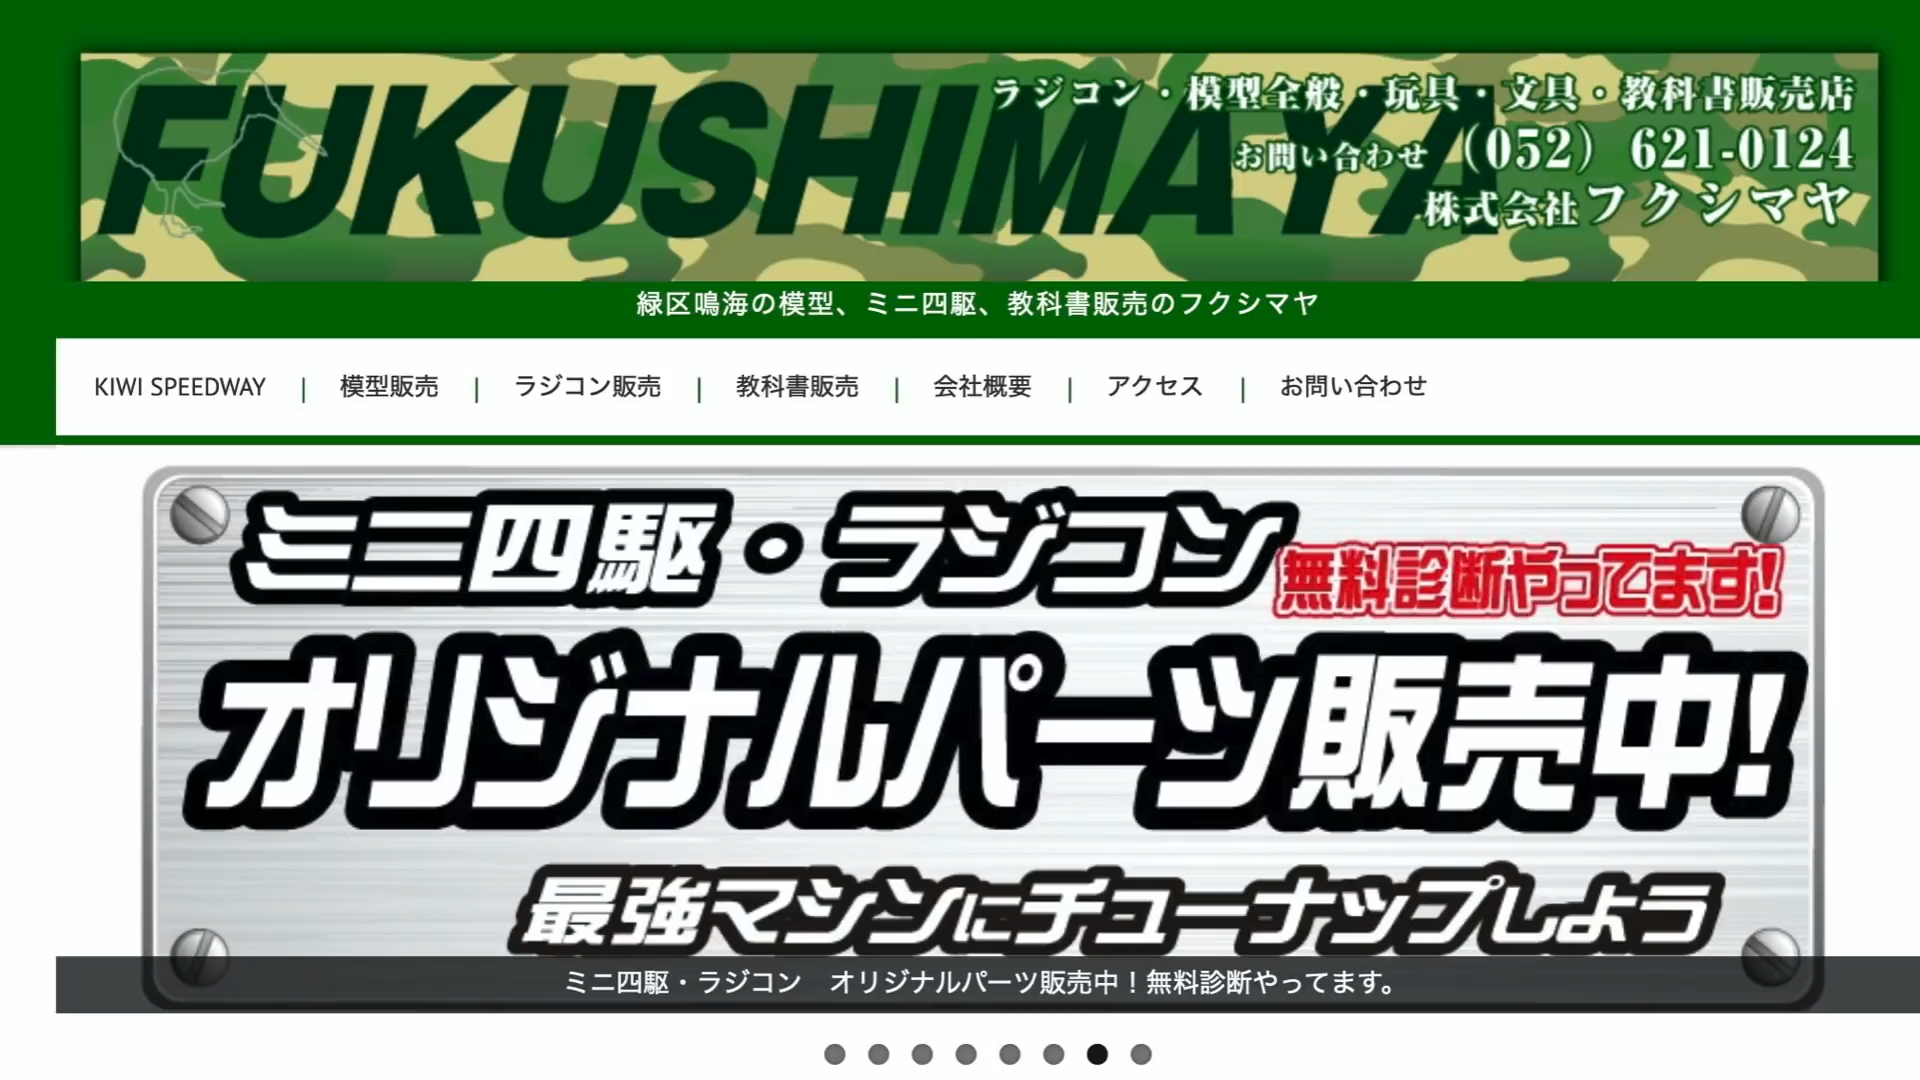 FUKUSHIMAYA
ラジコン・模型全般・玩具・文具・教科書販売店
お問い合わせ (052) 621-0124
株式会社フクシマヤ
緑区鳴海の模型、ミニ四駆、教科書販売のフクシマヤ
KIWI SPEEDWAY | 模型販売 | ラジコン販売 | 教科書販売 | 会社概要 | アクセス | お問い合わせ
ミニ四駆・ラジコン
無料診断やってます!
オリジナルパーツ販売中!
最強マシンにチューナップしよう
ミニ四駆・ラジコン　オリジナルパーツ販売中！無料診断やってます。